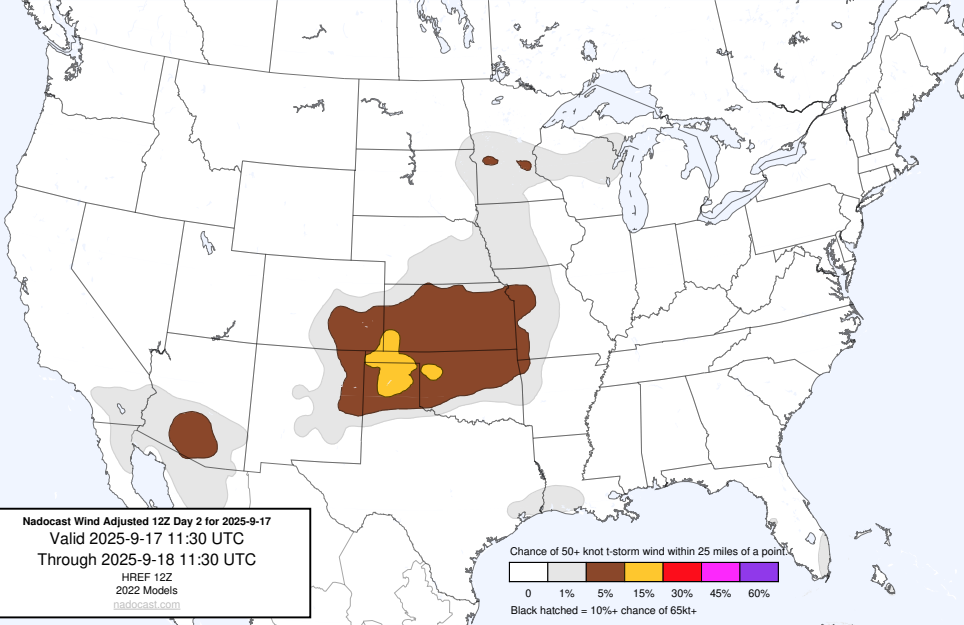 Nadocast Wind Adjusted 12Z Day 2 for 2025-9-17
Valid 2025-9-17 11:30 UTC
Through 2025-9-18 11:30 UTC
HREF 12Z
2022 Models
nadocast.com
Chance of 50+ knot t-storm wind within 25 miles of a point.
0 1% 5% 15% 30% 45% 60%
Black hatched = 10%+ chance of 65kt+